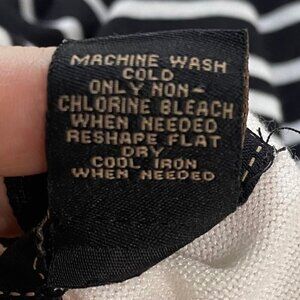 MACHINE WASH
COLD
ONLY NON-
CHLORINE BLEACH
WHEN NEEDED
RESHAPE FLAT
DRY
COOL IRON
WHEN NEEDED